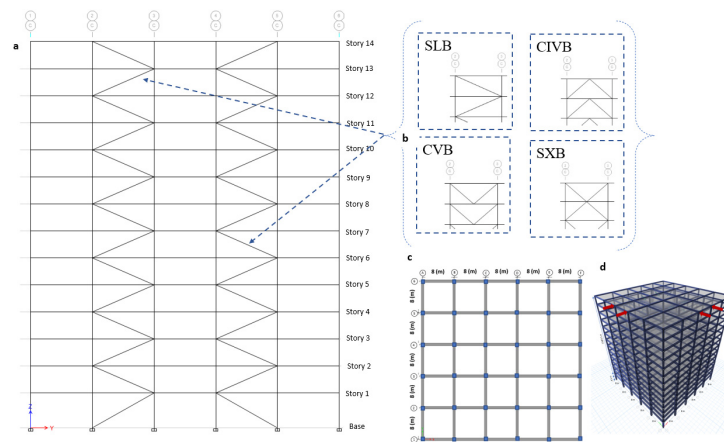 a
Story 14
Story 13
Story 12
Story 11
Story 10
Story 9
Story 8
Story 7
Story 6
Story 5
Story 4
Story 3
Story 2
Story 1
Base
Z
Y
b
SLB
CIVB
CVB
SXB
c
8 (m) 8 (m) 8 (m) 8 (m) 8 (m)
8 (m)
8 (m)
8 (m)
8 (m)
8 (m)
d